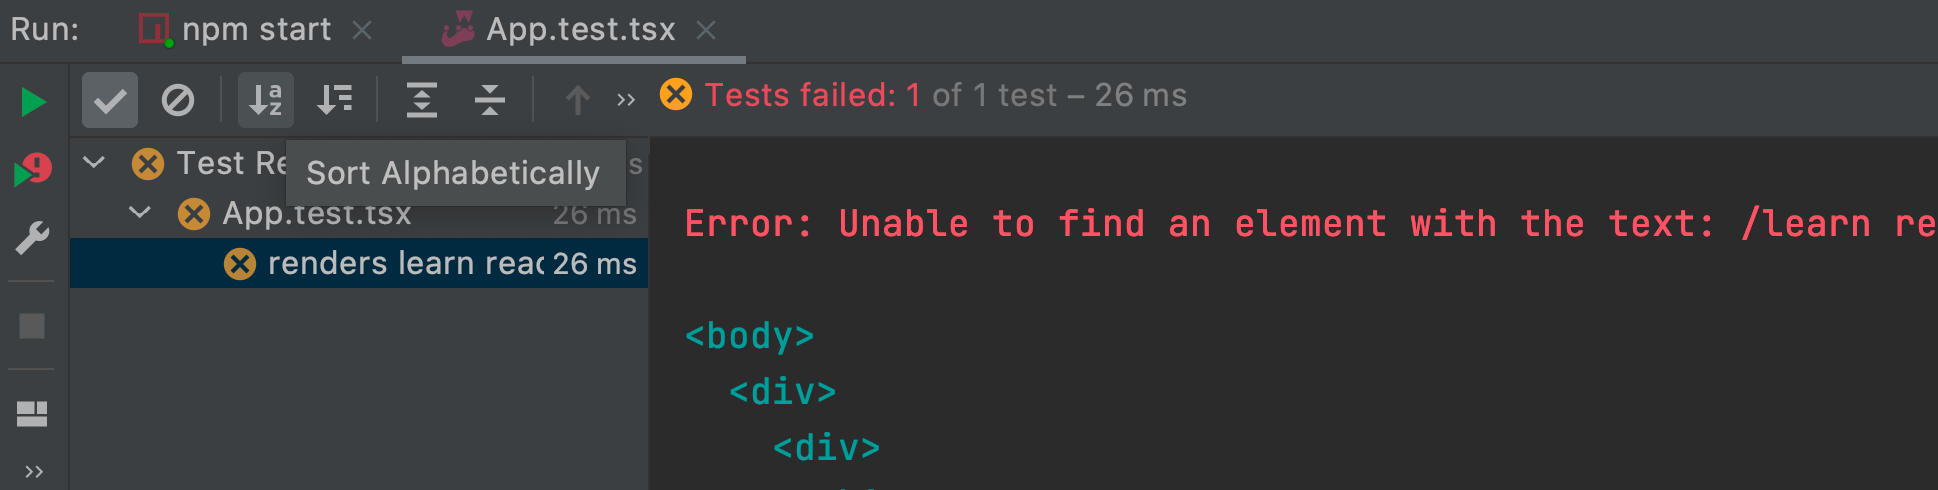 Run: npm start App.test.tsx
Tests failed: 1 of 1 test – 26 ms
Test Re s
Sort Alphabetically
App.test.tsx 26 ms
renders learn reac 26 ms
Error: Unable to find an element with the text: /learn re
<body>
<div>
<div>